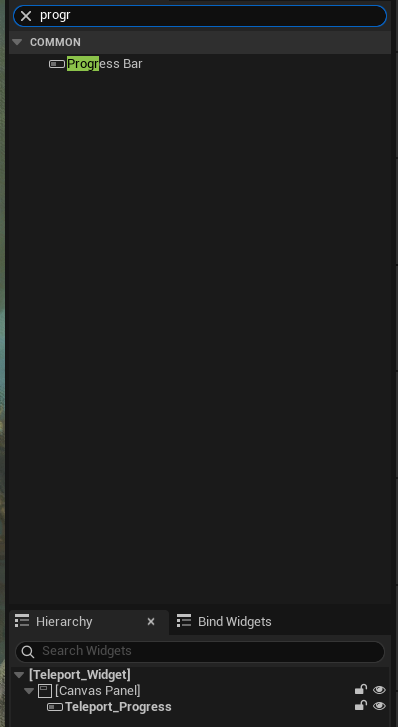 progr
COMMON
Progress Bar
Hierarchy
Bind Widgets
Search Widgets
[Teleport_Widget]
[Canvas Panel]
Teleport_Progress